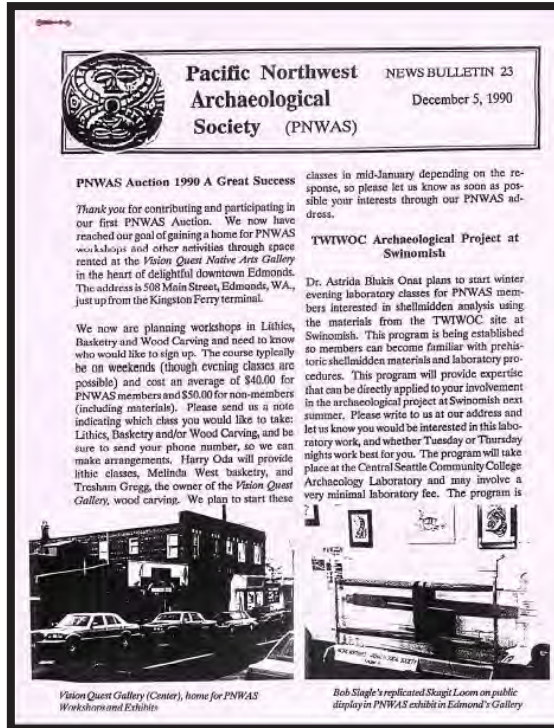 Pacific Northwest
Archaeological
Society (PNWAS)
NEWS BULLETIN 23
December 5, 1990
PNWAS Auction 1990 A Great Success
Thank you for contributing and participating in
our first PNWAS Auction. We now have
reached our goal of gaining a home for PNWAS
workshops and other activities through space
rented at the Vision Quest Native Arts Gallery
in the heart of delightful downtown Edmonds.
The address is 508 Main Street, Edmonds, WA.,
just up from the Kingston Ferry terminal.
We now are planning workshops in Lithics,
Basketry and Wood Carving and need to know
who would like to sign up. The course typically
be on weekends (though evening classes are
possible) and cost an average of $40.00 for
PNWAS members and $50.00 for non-members
(including materials). Please send us a note
indicating which class you would like to take:
Lithics, Basketry and/or Wood Carving, and be
sure to send your phone number, so we can
make arrangements. Harry Oda will provide
lithic classes, Melinda West basketry, and
Tresham Gregg, the owner of the Vision Quest
Gallery, wood carving. We plan to start these
classes in mid-January depending on the re-
sponse, so please let us know as soon as pos-
sible your interests through our PNWAS ad-
dress.
TWIWOC Archaeological Project at
Swinomish
Dr. Astrida Blukis Onat plans to start winter
evening laboratory classes for PNWAS mem-
bers interested in shellmidden analysis using
the materials from the TWIWOC site at
Swinomish. This program is being established
so members can become familiar with prehis-
toric shellmidden materials and laboratory pro-
cedures. This program will provide expertise
that can be directly applied to your involvement
in the archaeological project at Swinomish next
summer. Please write to us at our address and
let us know you would be interested in this labo-
ratory work, and whether Tuesday or Thursday
nights work best for you. The program will take
place at the Central Seattle Community College
Archaeology Laboratory and may involve a
very minimal laboratory fee. The program is
Vision Quest Gallery (Center), home for PNWAS
Workshops and Exhibits
Bob Slagle's replicated Skagit Loom on public
display in PNWAS exhibit in Edmond's Gallery